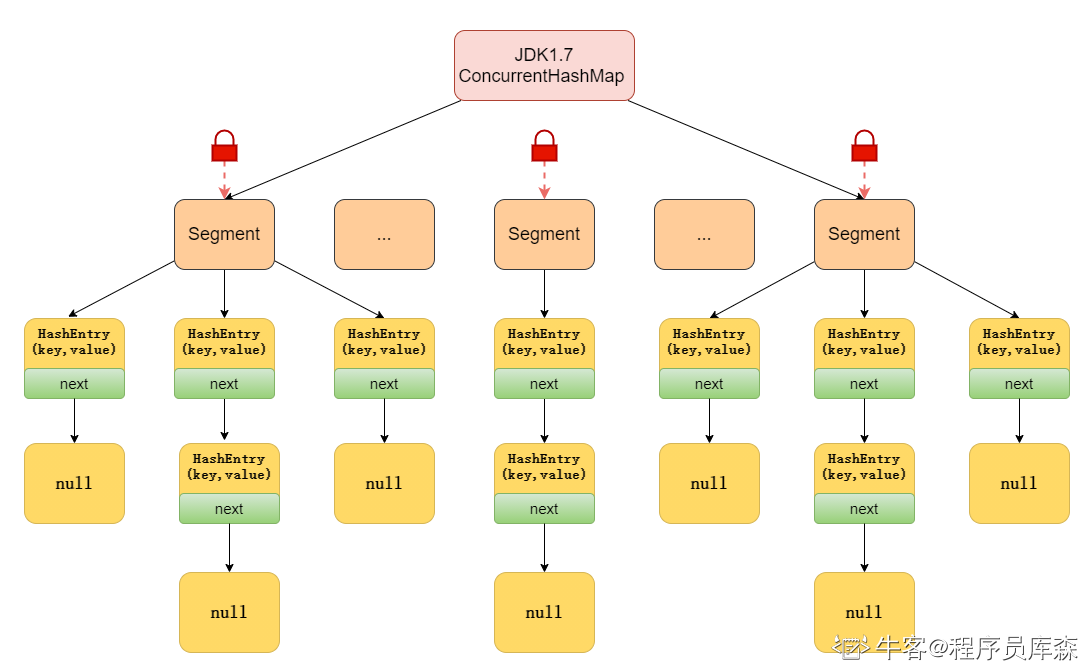 JDK1.7
ConcurrentHashMap
Segment
...
Segment
...
Segment
HashEntry
(key,value)
next
HashEntry
(key,value)
next
HashEntry
(key,value)
next
HashEntry
(key,value)
next
HashEntry
(key,value)
next
HashEntry
(key,value)
next
HashEntry
(key,value)
next
null
HashEntry
(key,value)
next
null
HashEntry
(key,value)
next
null
HashEntry
(key,value)
next
null
null
null
null
牛客@程序员库森